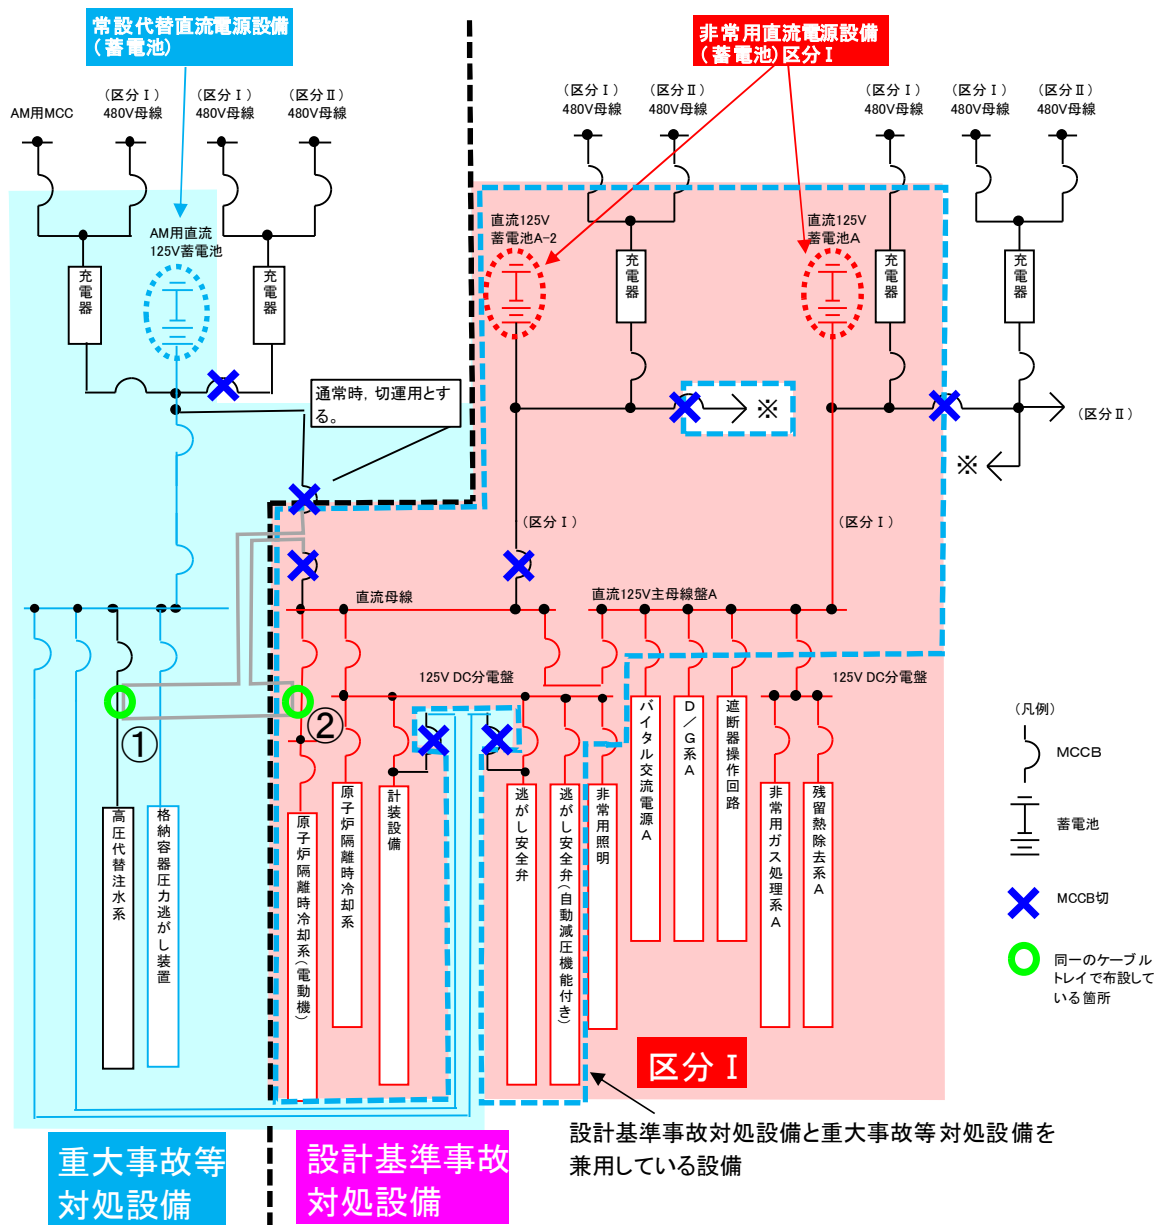 常設代替直流電源設備
(蓄電池)
非常用直流電源設備
(蓄電池)区分Ⅰ
AM用MCC
(区分Ⅰ)
480V母線
(区分Ⅰ)
480V母線
(区分Ⅱ)
480V母線
(区分Ⅰ)
480V母線
(区分Ⅱ)
480V母線
(区分Ⅰ)
480V母線
(区分Ⅰ)
480V母線
(区分Ⅱ)
480V母線
AM用直流
125V蓄電池
直流125V
蓄電池A-2
直流125V
蓄電池A
充電器
充電器
充電器
充電器
充電器
通常時，切運用とす
る。
※
(区分Ⅱ)
※
(区分Ⅰ)
(区分Ⅰ)
直流母線
直流125V主母線盤A
125V DC分電盤
125V DC分電盤
①
②
高圧代替注水系
格納容器圧力逃がし装置
原子炉隔離時冷却系(電動機)
原子炉隔離時冷却系
計装設備
逃がし安全弁
逃がし安全弁(自動減圧機能付き)
非常用照明
バイタル交流電源A
D／G系A
遮断器操作回路
非常用ガス処理系A
残留熱除去系A
(凡例)
MCCB
蓄電池
MCCB切
同一のケーブル
トレイで布設して
いる箇所
区分Ⅰ
設計基準事故対処設備と重大事故等対処設備を
兼用している設備
重大事故等
対処設備
設計基準事故
対処設備